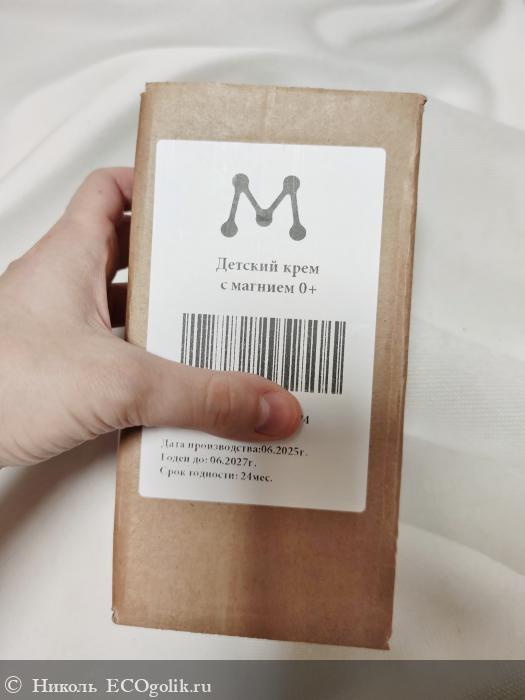 Детский крем
с магнием 0+
Дата производства:06.2025г.
Годен до: 06.2027г.
Срок годности: 24мес.
© Николь ECOgolik.ru